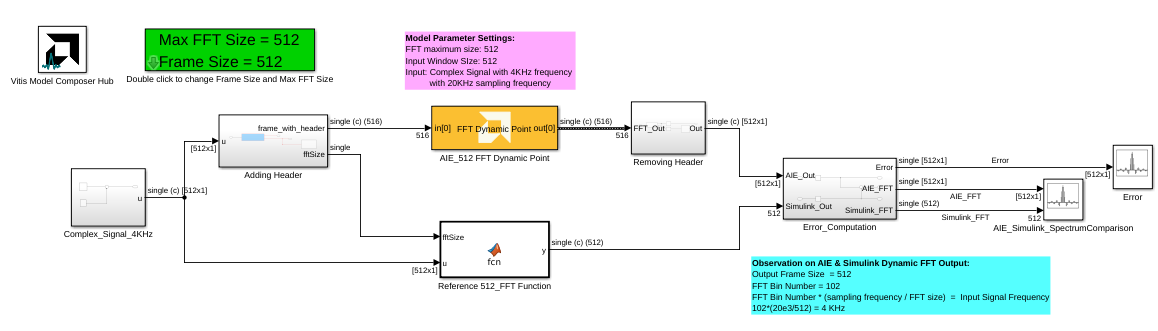 Max FFT Size = 512
Frame Size = 512
Double click to change Frame Size and Max FFT Size
Vitis Model Composer Hub
Model Parameter Settings:
FFT maximum size: 512
Input Window SIze: 512
Input: Complex Signal with 4KHz frequency
with 20KHz sampling frequency
u
[512x1]
frame_with_header
fftSize
Adding Header
single (c) (516)
single
516
in[0]
FFT Dynamic Point
out[0]
AIE_512 FFT Dynamic Point
single (c) (516)
516
FFT_Out
Out
Removing Header
single (c) [512x1]
u
Complex_Signal_4KHz
single (c) [512x1]
fftSize
u
[512x1]
fcn
y
Reference 512_FFT Function
single (c) (512)
AIE_Out
[512x1]
Simulink_Out
512
Error
AIE_FFT
Simulink_FFT
Error_Computation
single [512x1]
Error
[512x1]
Error
single [512x1]
AIE_FFT
[512x1]
single (512)
Simulink_FFT
512
AIE_Simulink_SpectrumComparison
Observation on AIE & Simulink Dynamic FFT Output:
Output Frame Size  = 512
FFT Bin Number = 102
FFT Bin Number * (sampling frequency / FFT size)  =  Input Signal Frequency
102*(20e3/512) = 4 KHz